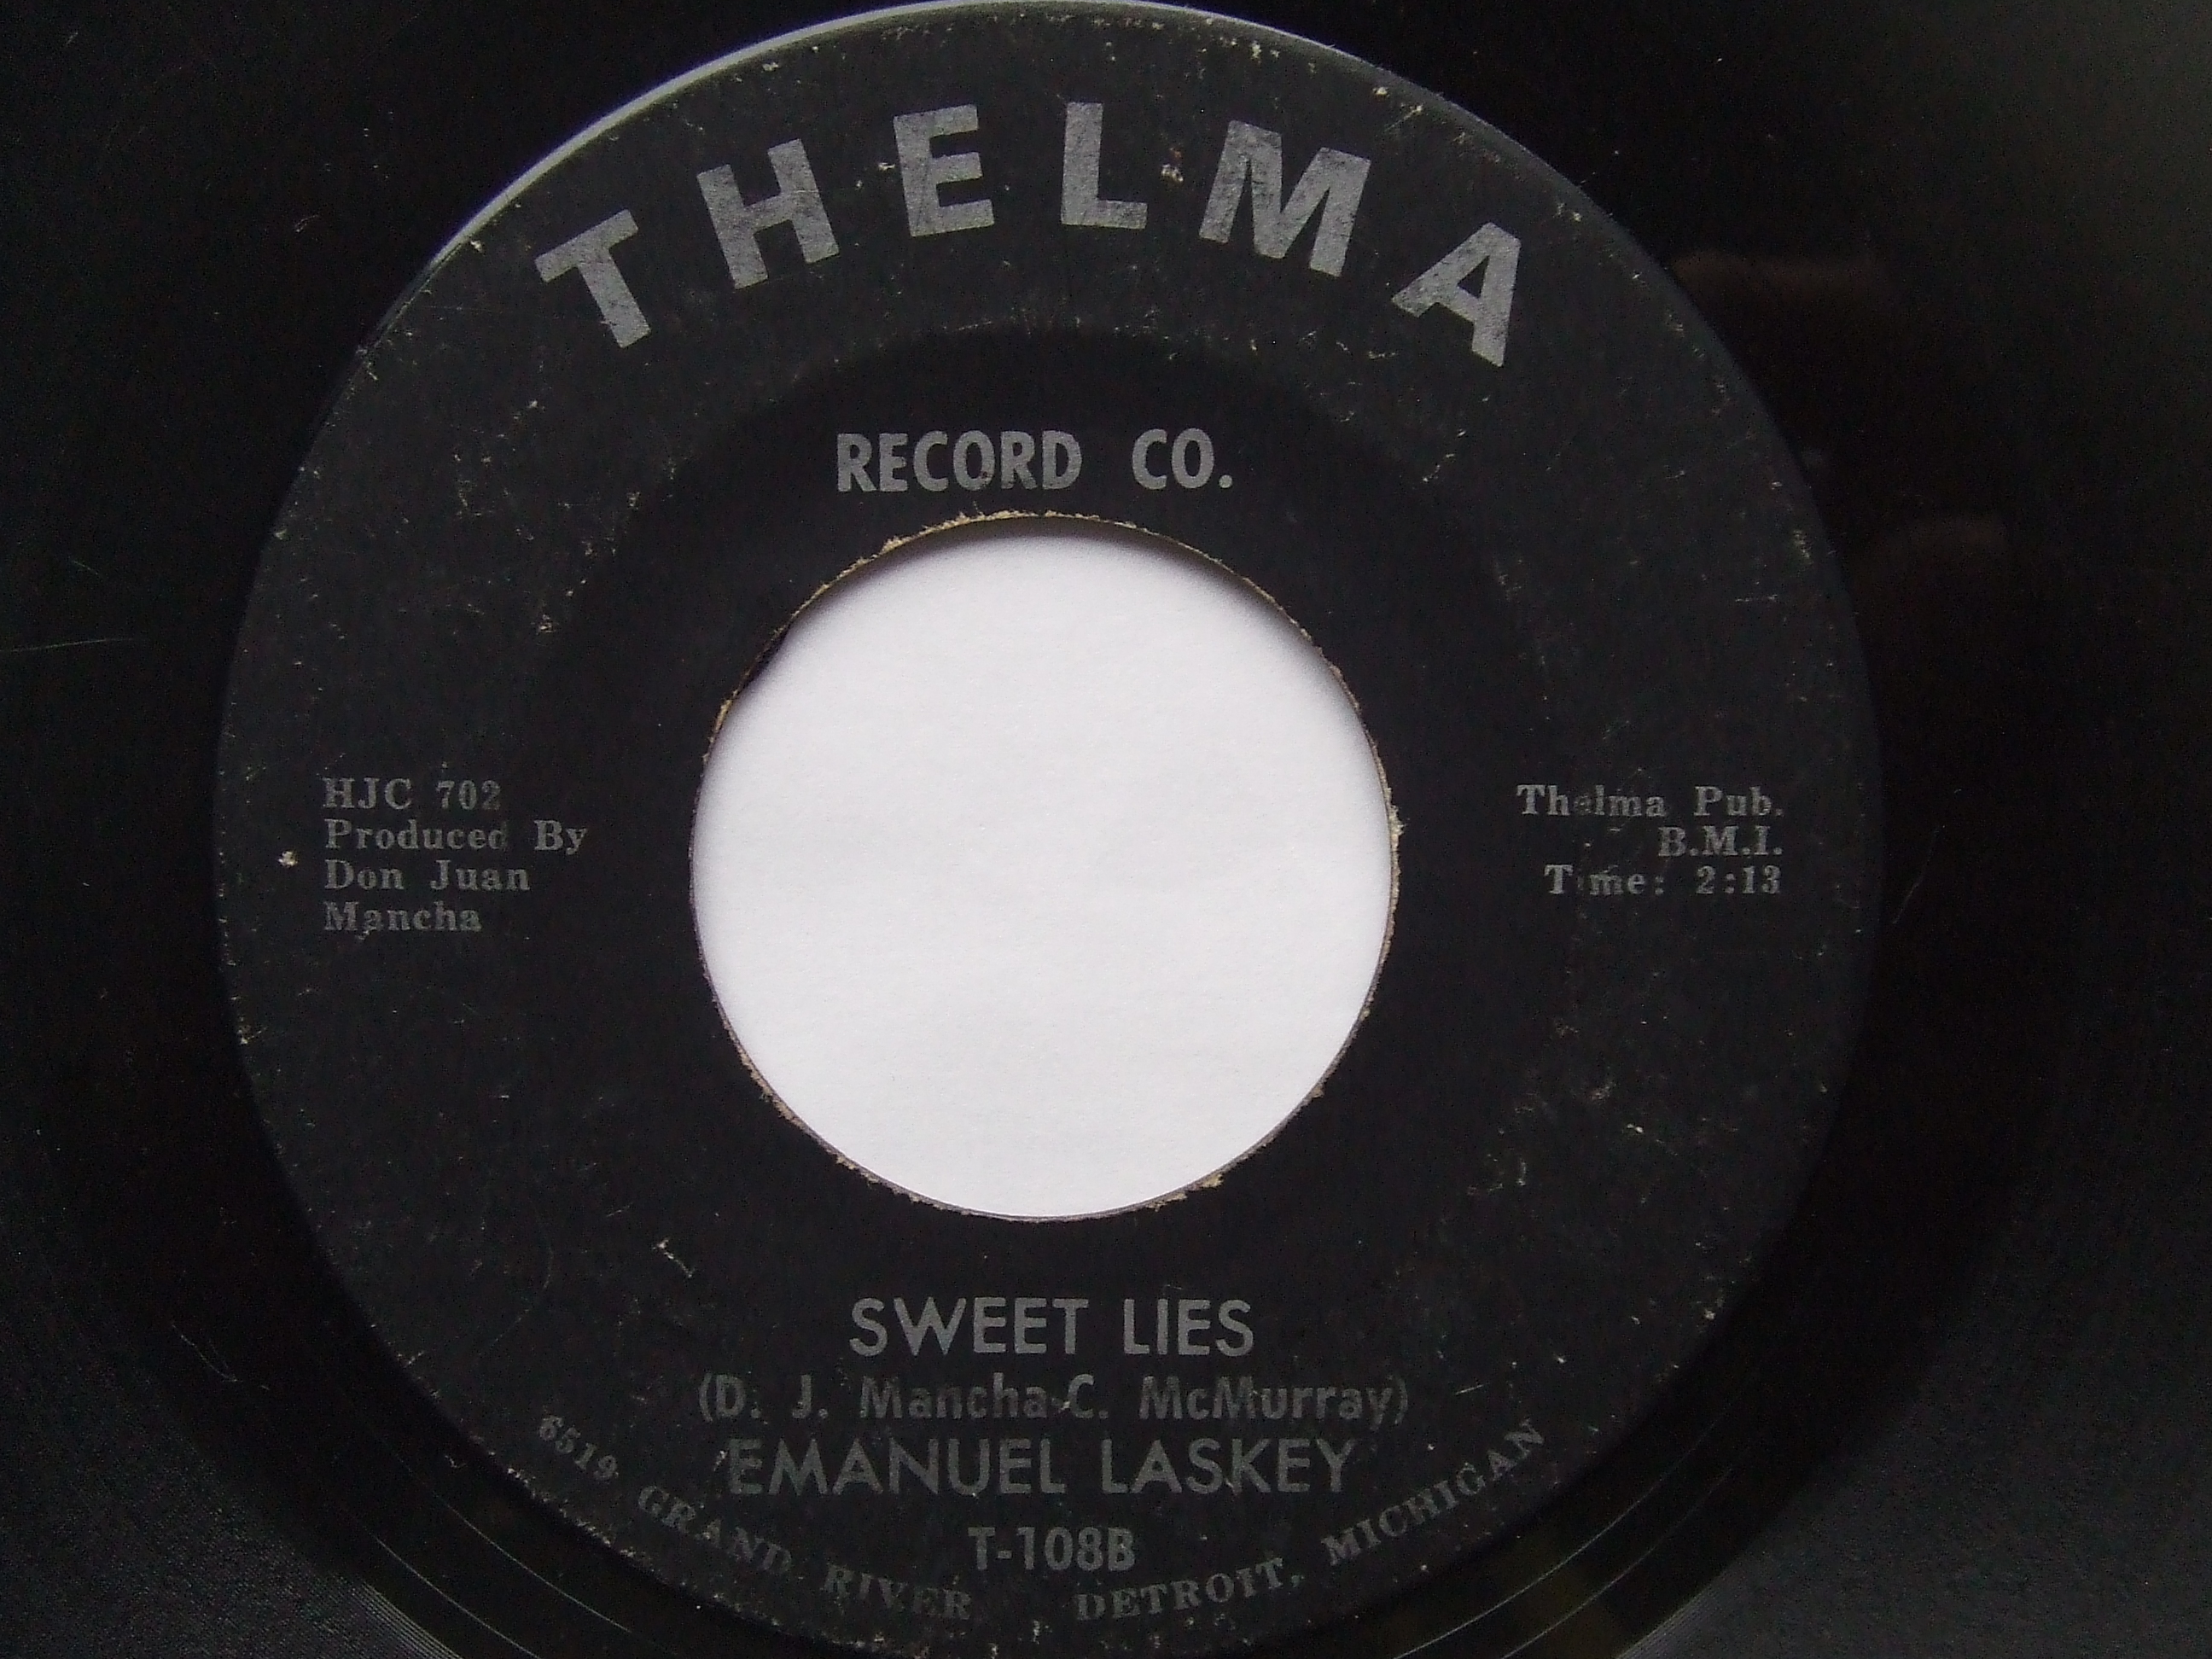 THELMA
RECORD CO.
HJC 702
Produced By
Don Juan
Mancha
Thelma Pub.
B.M.I.
Time: 2:13
SWEET LIES
(D. J. Mancha-C. McMurray)
EMANUEL LASKEY
T-108B
6519 GRAND RIVER DETROIT, MICHIGAN